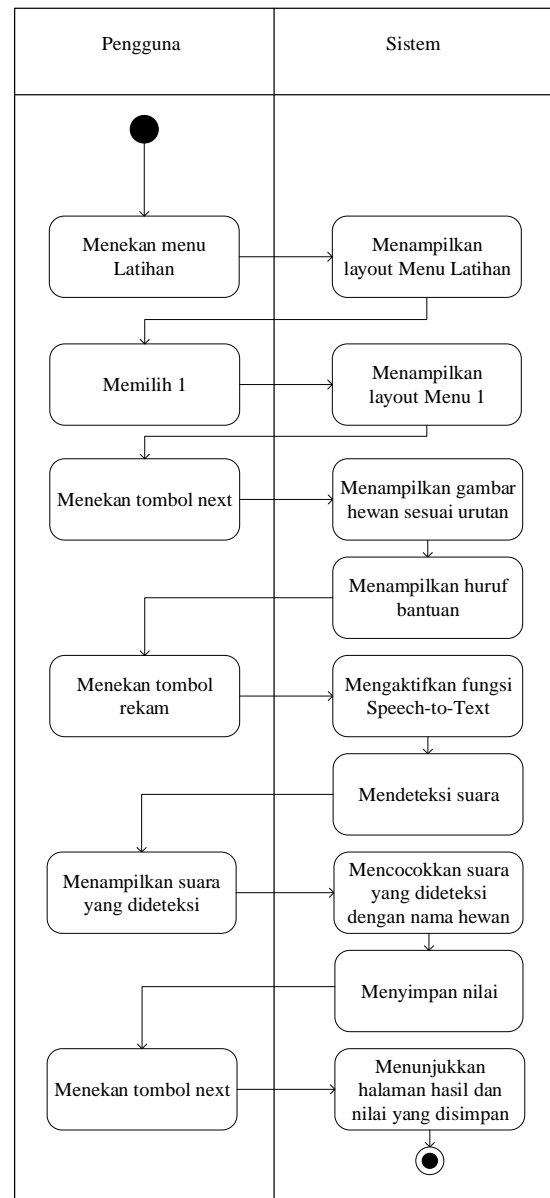 Pengguna
Sistem
Menekan menu
Latihan
Menampilkan
layout Menu Latihan
Memilih 1
Menampilkan
layout Menu 1
Menekan tombol next
Menampilkan gambar
hewan sesuai urutan
Menampilkan huruf
bantuan
Menekan tombol
rekam
Mengaktifkan fungsi
Speech-to-Text
Mendeteksi suara
Menampilkan suara
yang dideteksi
Mencocokkan suara
yang dideteksi
dengan nama hewan
Menyimpan nilai
Menekan tombol next
Menunjukkan
halaman hasil dan
nilai yang disimpan